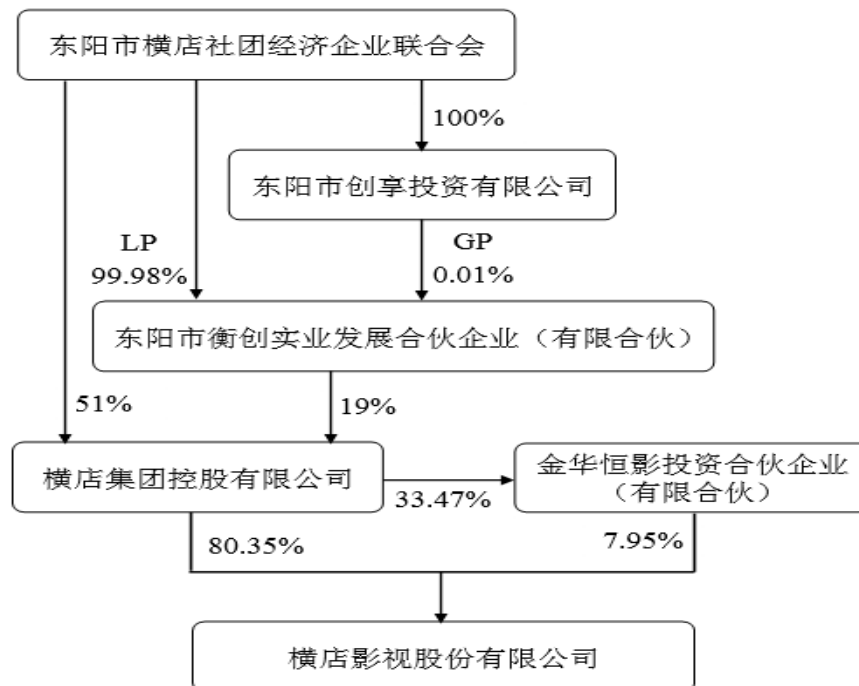 东阳市横店社团经济企业联合会
100%
东阳市创享投资有限公司
LP
99.98%
GP
0.01%
东阳市衡创实业发展合伙企业（有限合伙）
51%
19%
横店集团控股有限公司
33.47%
金华恒影投资合伙企业
（有限合伙）
80.35%
7.95%
横店影视股份有限公司